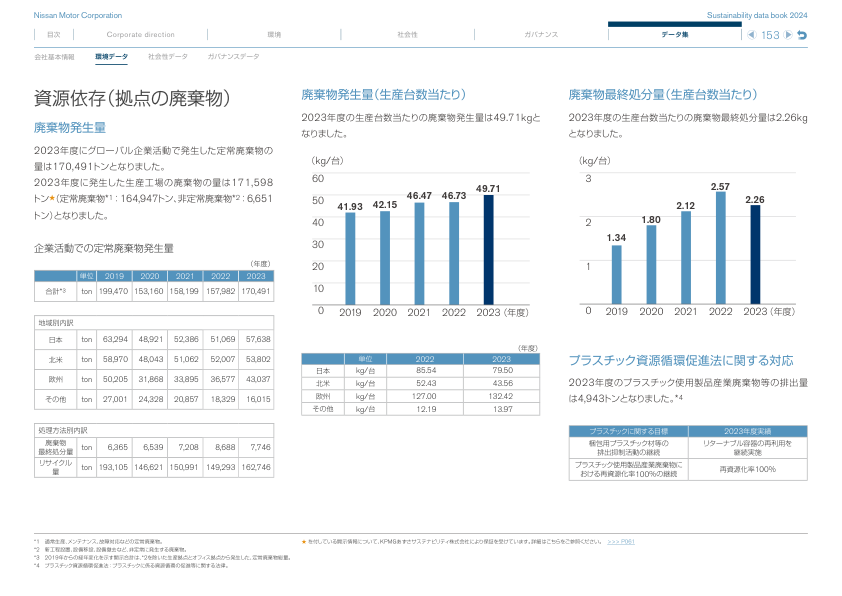 Nissan Motor Corporation
Sustainability data book 2024
目次
Corporate direction
環境
社会性
ガバナンス
データ集
153
会社基本情報
環境データ
社会性データ
ガバナンスデータ
資源依存（拠点の廃棄物）
廃棄物発生量
2023年度にグローバル企業活動で発生した定常廃棄物の
量は170,491トンとなりました。
2023年度に発生した生産工場の廃棄物の量は171,598
トン★（定常廃棄物*1：164,947トン、非定常廃棄物*2：6,651
トン）となりました。
企業活動での定常廃棄物発生量
（年度）
単位 2019 2020 2021 2022 2023
合計*3 ton 199,470 153,160 158,199 157,982 170,491
地域別内訳
日本 ton 63,294 48,921 52,386 51,069 57,638
北米 ton 58,970 48,043 51,062 52,007 53,802
欧州 ton 50,205 31,868 33,895 36,577 43,037
その他 ton 27,001 24,328 20,857 18,329 16,015
処理方法別内訳
廃棄物
最終処分量 ton 6,365 6,539 7,208 8,688 7,746
リサイクル
量 ton 193,105 146,621 150,991 149,293 162,746
廃棄物発生量（生産台数当たり）
2023年度の生産台数当たりの廃棄物発生量は49.71kgと
なりました。
（kg/台）
60
50
40
30
20
10
0
41.93 42.15 46.47 46.73 49.71
2019 2020 2021 2022 2023（年度）
（年度）
単位 2022 2023
日本 kg/台 85.54 79.50
北米 kg/台 52.43 43.56
欧州 kg/台 127.00 132.42
その他 kg/台 12.19 13.97
廃棄物最終処分量（生産台数当たり）
2023年度の生産台数当たりの廃棄物最終処分量は2.26kg
となりました。
（kg/台）
3
2
1
0
1.34 1.80 2.12 2.57 2.26
2019 2020 2021 2022 2023（年度）
プラスチック資源循環促進法に関する対応
2023年度のプラスチック使用製品産業廃棄物等の排出量
は4,943トンとなりました。*4
プラスチックに関する目標 2023年度実績
梱包用プラスチック材等の
排出抑制活動の継続
リターナブル容器の再利用を
継続実施
プラスチック使用製品産業廃棄物に
おける再資源化率100%の継続
再資源化率100%
*1 通常生産、メンテナンス、故障対応などの定常廃棄物。
*2 新工程設置、設備移設、設備撤去など、非定常に発生する廃棄物。
*3 2019年からの経年変化を示す開示合計は、*2を除いた生産拠点とオフィス拠点から発生した、定常廃棄物総量。
*4 プラスチック資源循環促進法：プラスチックに係る資源循環の促進等に関する法律。
★ を付している開示情報について、KPMGあずさサステナビリティ株式会社により保証を受けています。詳細はこちらをご参照ください。 >>> P081